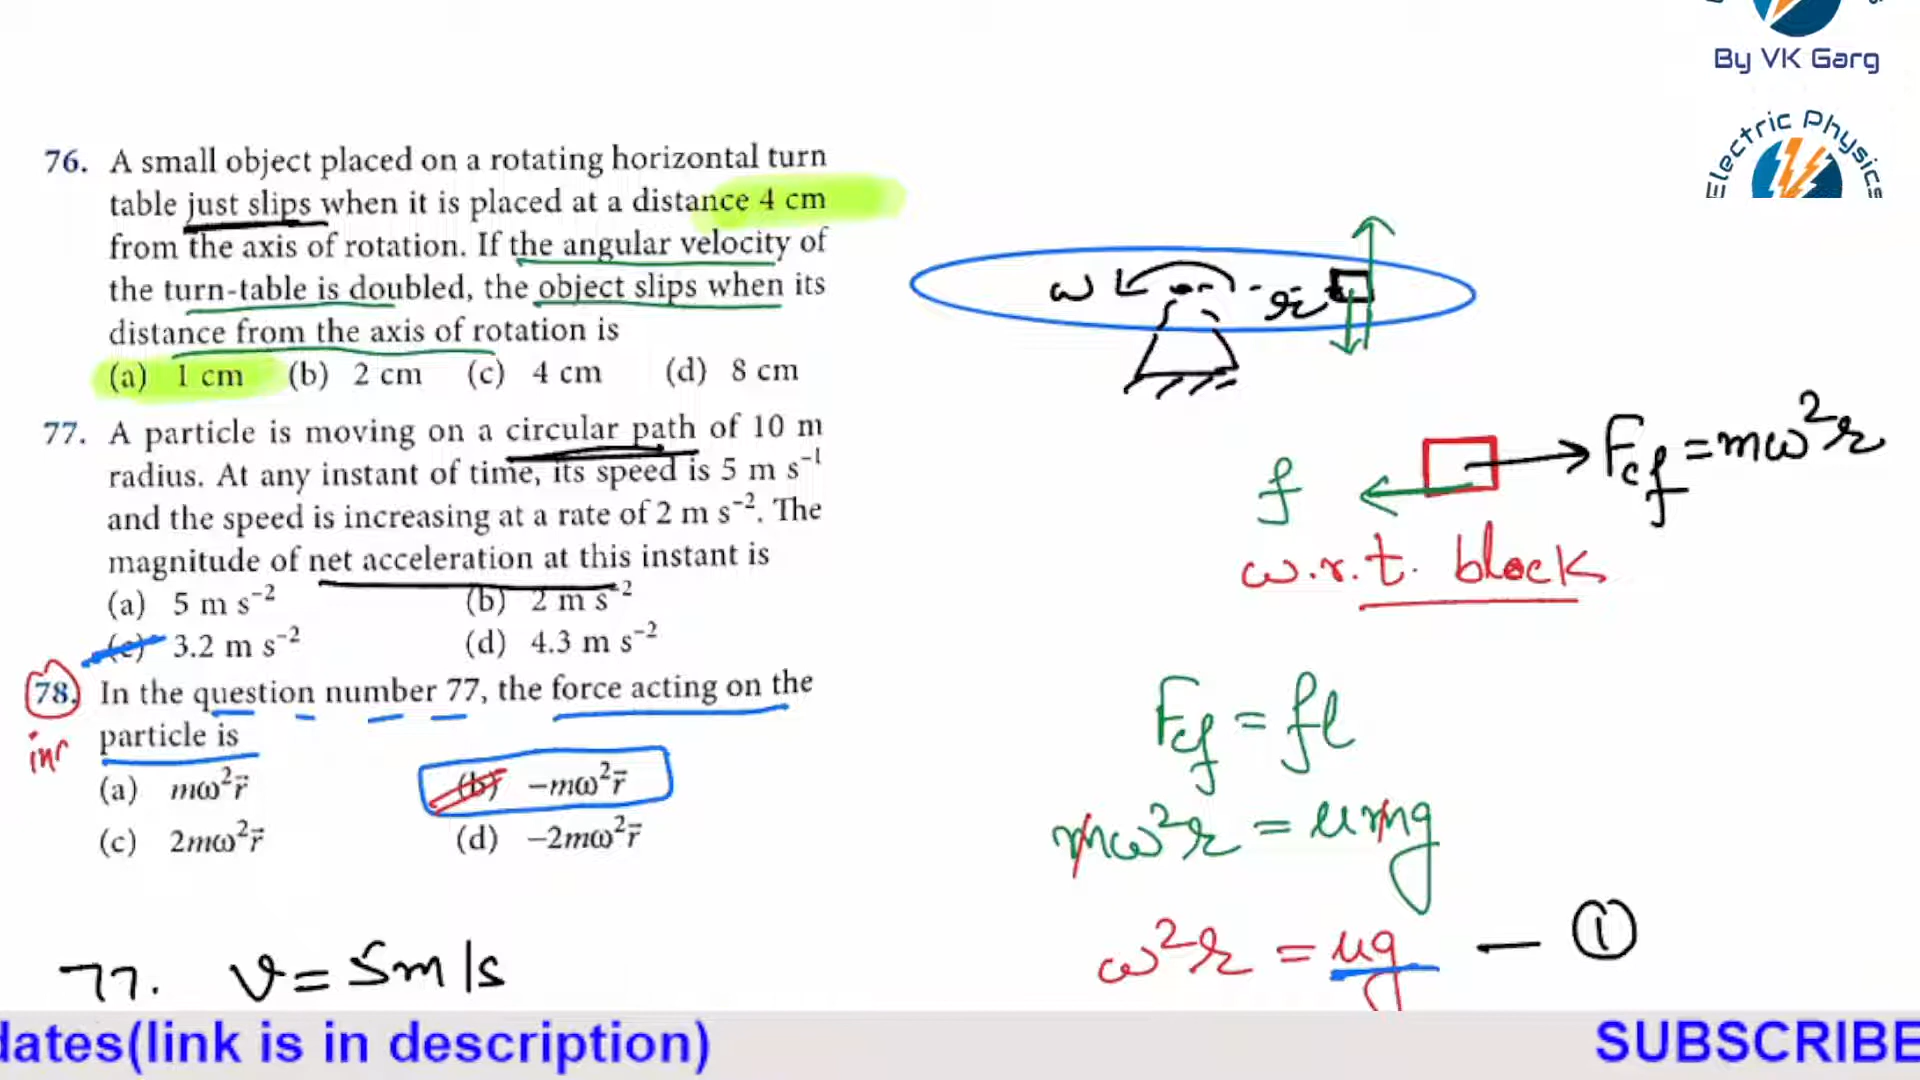 By VK Garg
Electric Physics
76. A small object placed on a rotating horizontal turn
table just slips when it is placed at a distance 4 cm
from the axis of rotation. If the angular velocity of
the turn-table is doubled, the object slips when its
distance from the axis of rotation is
(a) 1 cm (b) 2 cm (c) 4 cm (d) 8 cm
77. A particle is moving on a circular path of 10 m
radius. At any instant of time, its speed is 5 m s⁻¹
and the speed is increasing at a rate of 2 m s⁻². The
magnitude of net acceleration at this instant is
(a) 5 m s⁻² (b) 2 m s⁻²
(c) 3.2 m s⁻² (d) 4.3 m s⁻²
78. In the question number 77, the force acting on the
particle is
(a) mω²r⃗ (b) −mω²r⃗
(c) 2mω²r⃗ (d) −2mω²r⃗
77. v = 5m/s
ω r
f Fcf = mω²r
w.r.t. block
Fcf = fl
mω²r = μmg
ω²r = μg — ①
dates(link is in description) SUBSCRIBE